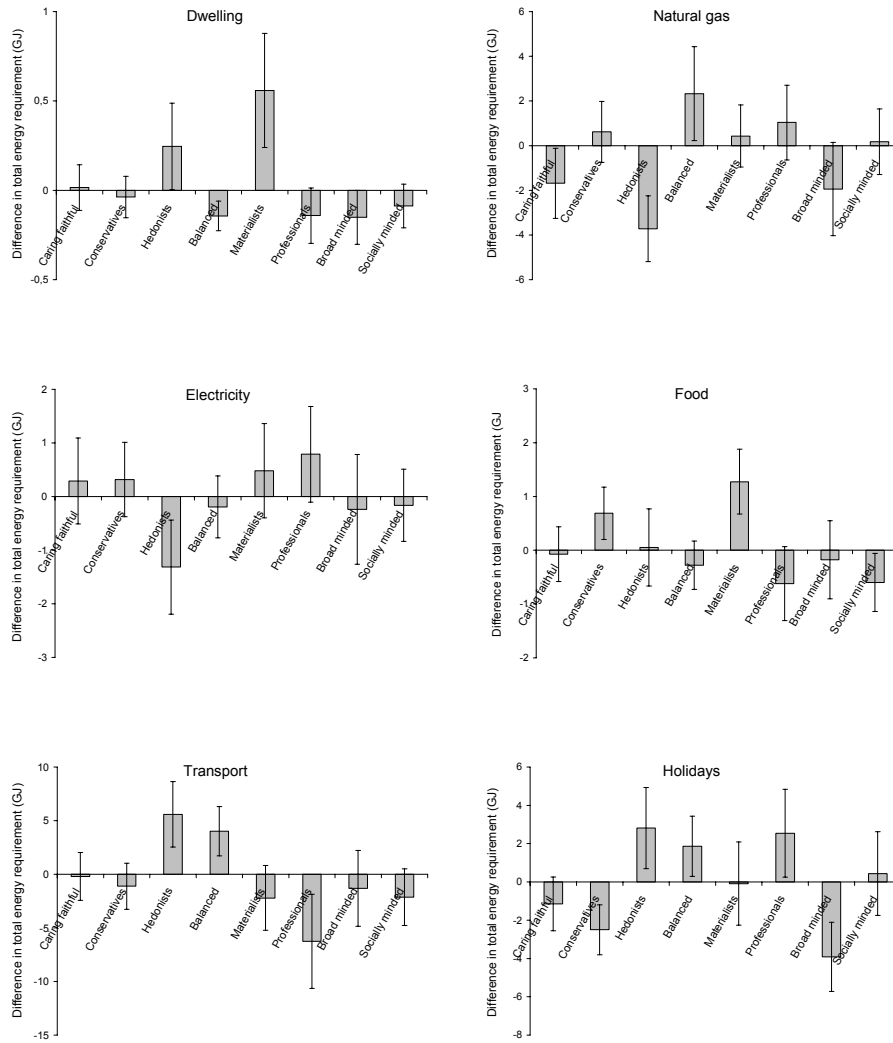 Dwelling
Difference in total energy requirement (GJ)
1
0,5
0
-0,5
Caring faithful
Conservatives
Hedonists
Balanced
Materialists
Professionals
Broad minded
Socially minded
Natural gas
Difference in total energy requirement (GJ)
6
4
2
0
-2
-4
-6
Caring faithful
Conservatives
Hedonists
Balanced
Materialists
Professionals
Broad minded
Socially minded
Electricity
Difference in total energy requirement (GJ)
2
1
0
-1
-2
-3
Caring faithful
Conservatives
Hedonists
Balanced
Materialists
Professionals
Broad minded
Socially minded
Food
Difference in total energy requirement (GJ
3
2
1
0
-1
-2
Caring faithful
Conservatives
Hedonists
Balanced
Materialists
Professionals
Broad minded
Socially minded
Transport
Difference in total energy requirement (GJ)
10
5
0
-5
-10
-15
Caring faithful
Conservatives
Hedonists
Balanced
Materialists
Professionals
Broad minded
Socially minded
Holidays
Difference in total energy requirement (GJ)
6
4
2
0
-2
-4
-6
-8
Caring faithful
Conservatives
Hedonists
Balanced
Materialists
Professionals
Broad minded
Socially minded